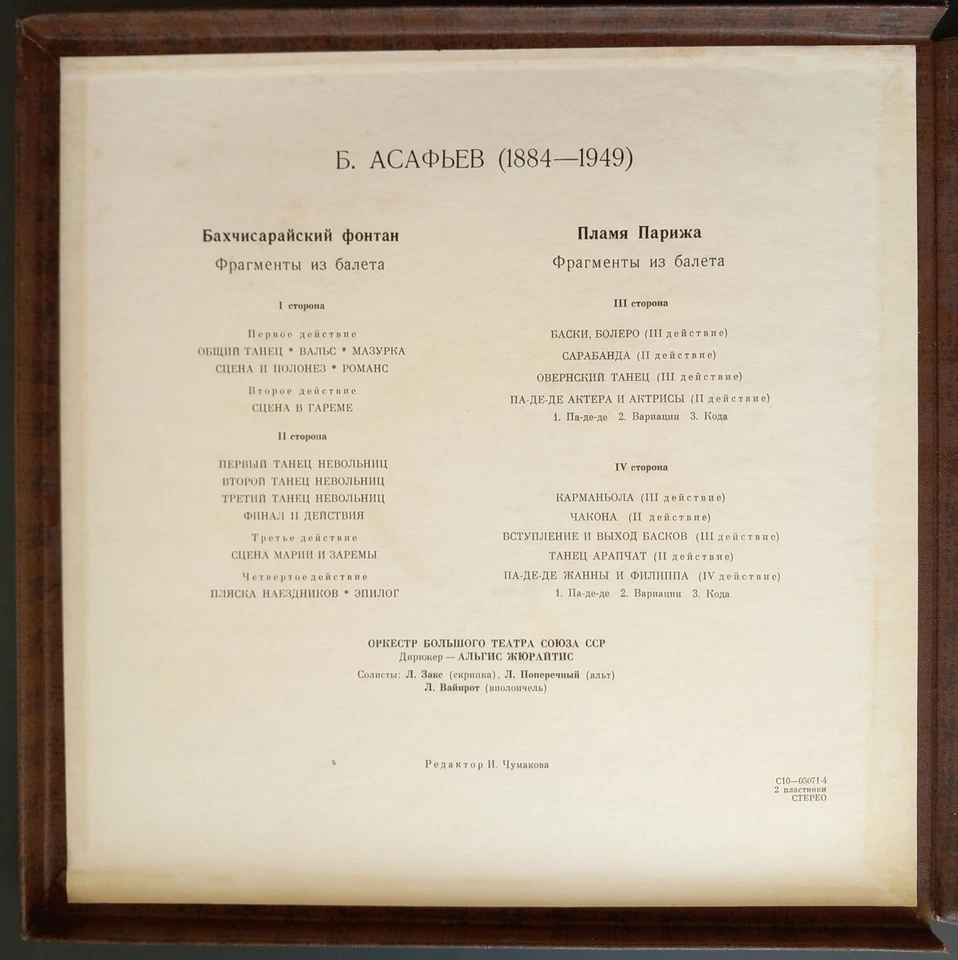 Б. АСАФЬЕВ (1884—1949)
Бахчисарайский фонтан
Фрагменты из балета
I сторона
Первое действие
ОБЩИЙ ТАНЕЦ * ВАЛЬС * МАЗУРКА
СЦЕНА И ПОЛОНЕЗ * РОМАНС
Второе действие
СЦЕНА В ГАРЕМЕ
II сторона
ПЕРВЫЙ ТАНЕЦ НЕВОЛЬНИЦ
ВТОРОЙ ТАНЕЦ НЕВОЛЬНИЦ
ТРЕТИЙ ТАНЕЦ НЕВОЛЬНИЦ
ФИНАЛ II ДЕЙСТВИЯ
Третье действие
СЦЕНА МАРИИ И ЗАРЕМЫ
Четвертое действие
ПЛЯСКА НАЕЗДНИКОВ * ЭПИЛОГ
Пламя Парижа
Фрагменты из балета
III сторона
БАСКИ, БОЛЕРО (III действие)
САРАБАНДА (II действие)
ОВЕРНСКИЙ ТАНЕЦ (III действие)
ПА-ДЕ-ДЕ АКТЕРА И АКТРИСЫ (II действие)
1. Па-де-де 2. Вариации 3. Кода
IV сторона
КАРМАНЬОЛА (III действие)
ЧАКОНА (II действие)
ВСТУПЛЕНИЕ И ВЫХОД БАСКОВ (III действие)
ТАНЕЦ АРАПЧАТ (II действие)
ПА-ДЕ-ДЕ ЖАННЫ И ФИЛИППА (IV действие)
1. Па-де-де 2. Вариации 3. Кода
ОРКЕСТР БОЛЬШОГО ТЕАТРА СОЮЗА ССР
Дирижер — АЛЬГИС ЖЮРАЙТИС
Солисты: Л. Закс (скрипка), Л. Поперечный (альт)
Л. Вайнрот (виолончель)
Редактор И. Чумакова
С10—05071-4
2 пластинки
СТЕРЕО